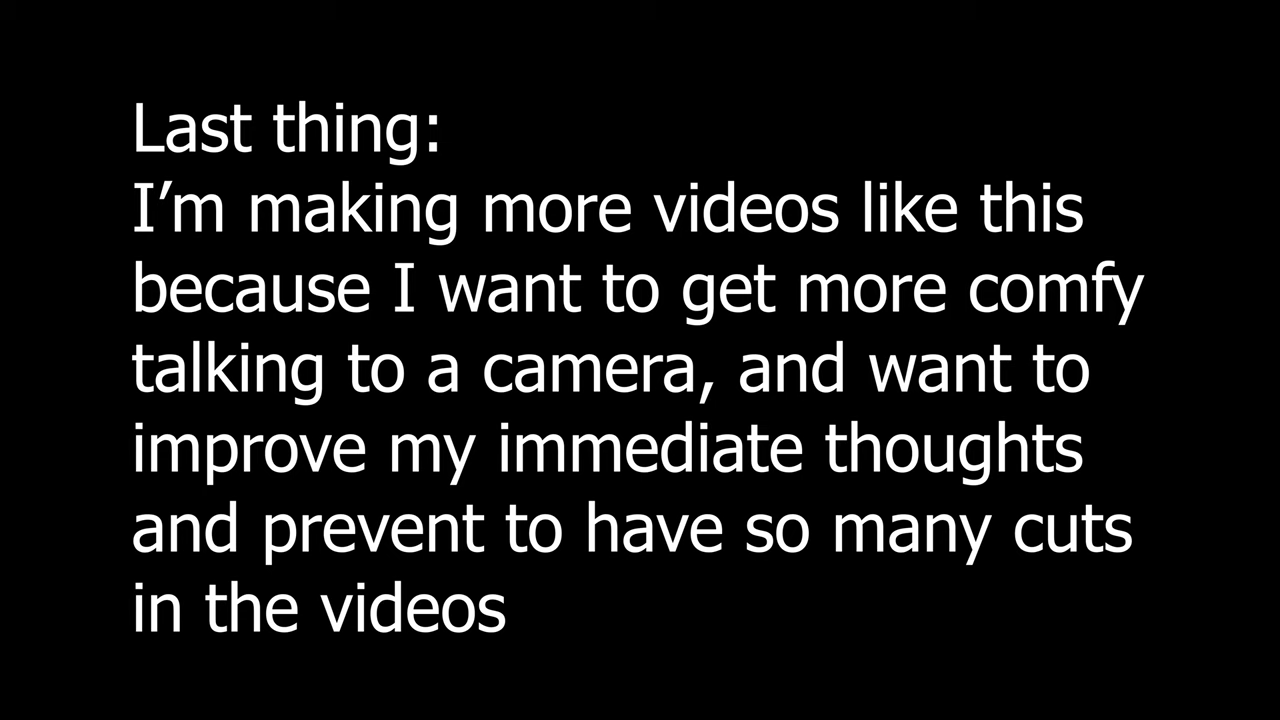 Last thing:
I’m making more videos like this
because I want to get more comfy
talking to a camera, and want to
improve my immediate thoughts
and prevent to have so many cuts
in the videos